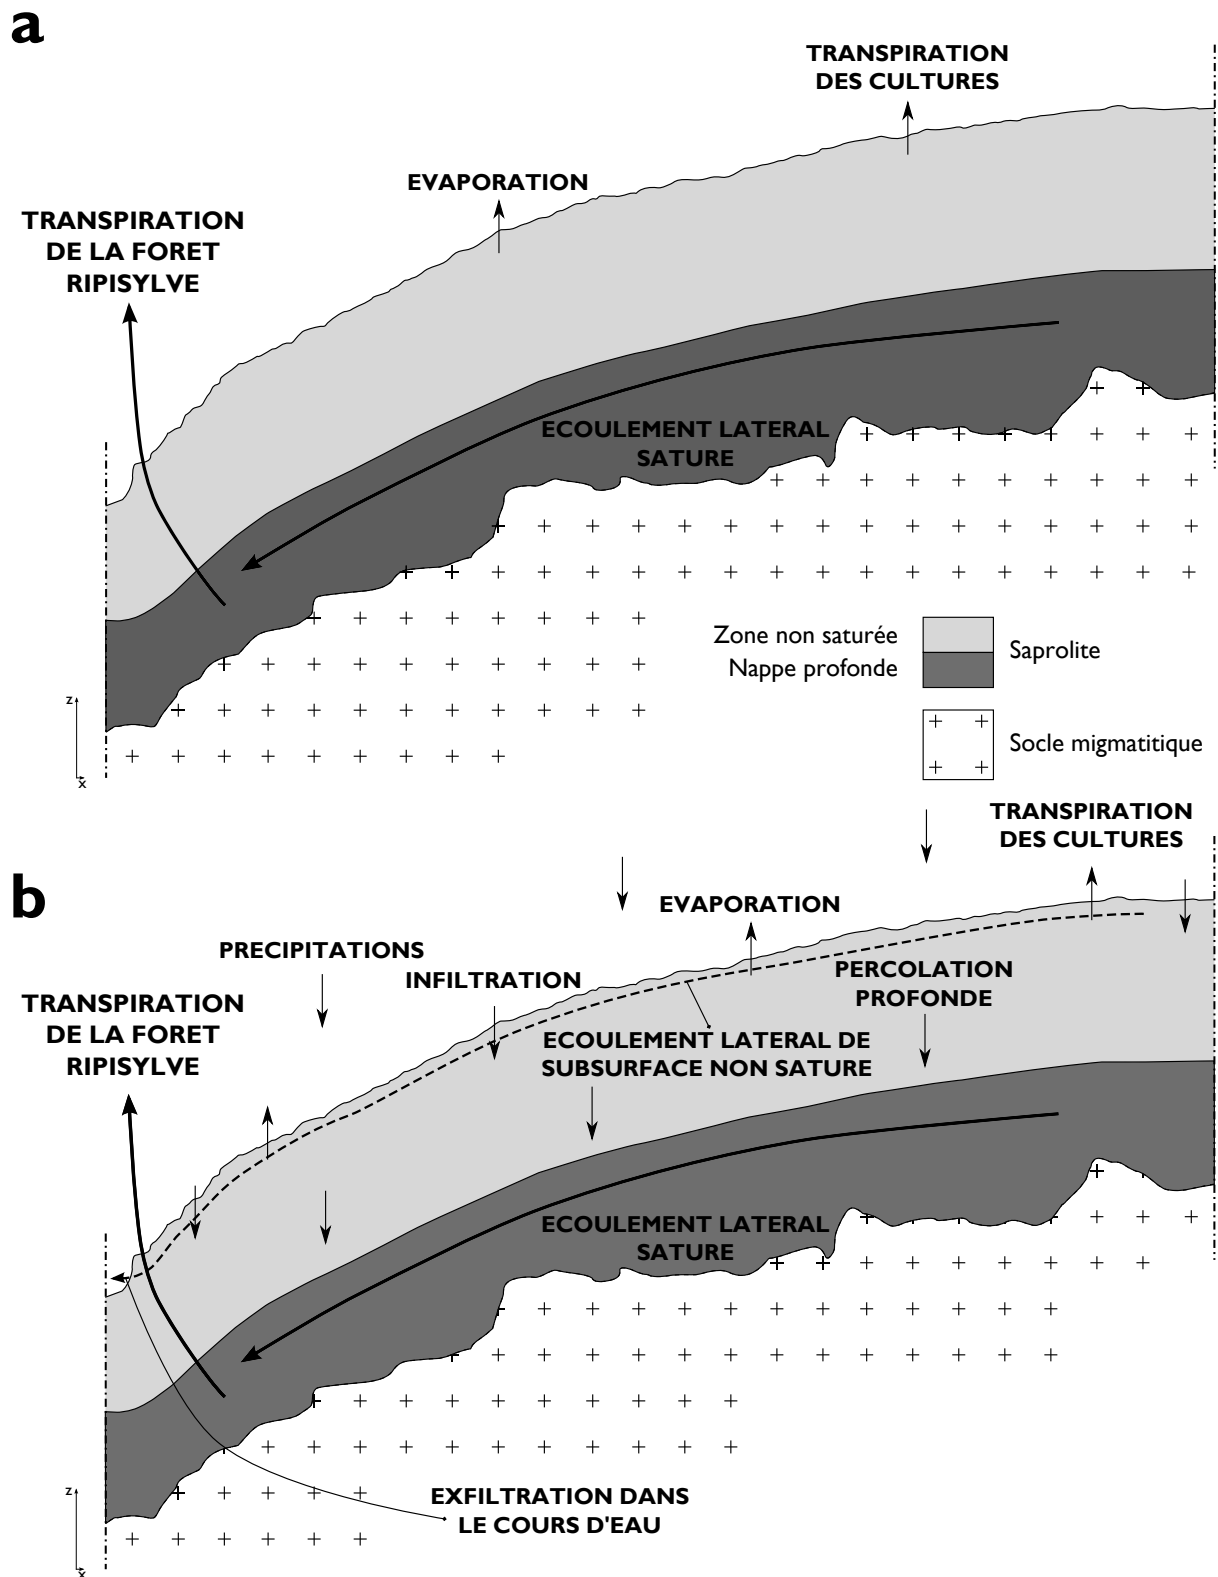 a
TRANSPIRATION
DES CULTURES
EVAPORATION
TRANSPIRATION
DE LA FORET
RIPISYLVE
ECOULEMENT LATERAL
SATURE
Zone non saturée
Nappe profonde
Saprolite
Socle migmatitique
z
x
b
TRANSPIRATION
DES CULTURES
EVAPORATION
PRECIPITATIONS
INFILTRATION
PERCOLATION
PROFONDE
TRANSPIRATION
DE LA FORET
RIPISYLVE
ECOULEMENT LATERAL DE
SUBSURFACE NON SATURE
ECOULEMENT LATERAL
SATURE
EXFILTRATION DANS
LE COURS D'EAU
z
x